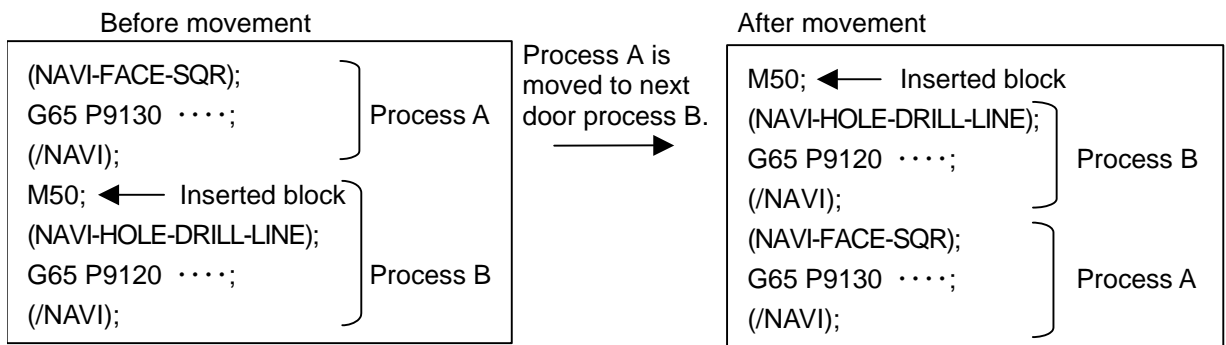 Before movement
(NAVI-FACE-SQR);
G65 P9130 ····;
(/NAVI);
Process A
M50;
Inserted block
(NAVI-HOLE-DRILL-LINE);
G65 P9120 ····;
(/NAVI);
Process B
Process A is
moved to next
door process B.
After movement
M50;
Inserted block
(NAVI-HOLE-DRILL-LINE);
G65 P9120 ····;
(/NAVI);
Process B
(NAVI-FACE-SQR);
G65 P9130 ····;
(/NAVI);
Process A